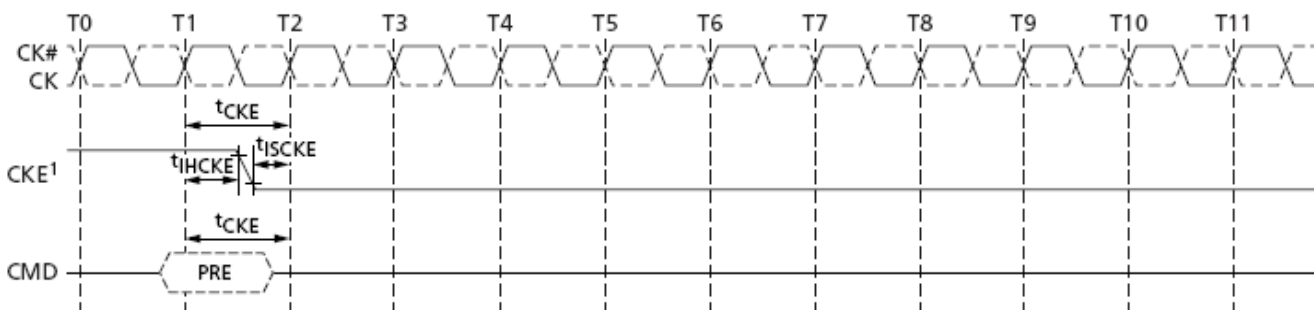 T0 T1 T2 T3 T4 T5 T6 T7 T8 T9 T10 T11
CK#
CK
tCKE
tISCKE
tIHCKE
CKE1
tCKE
CMD PRE